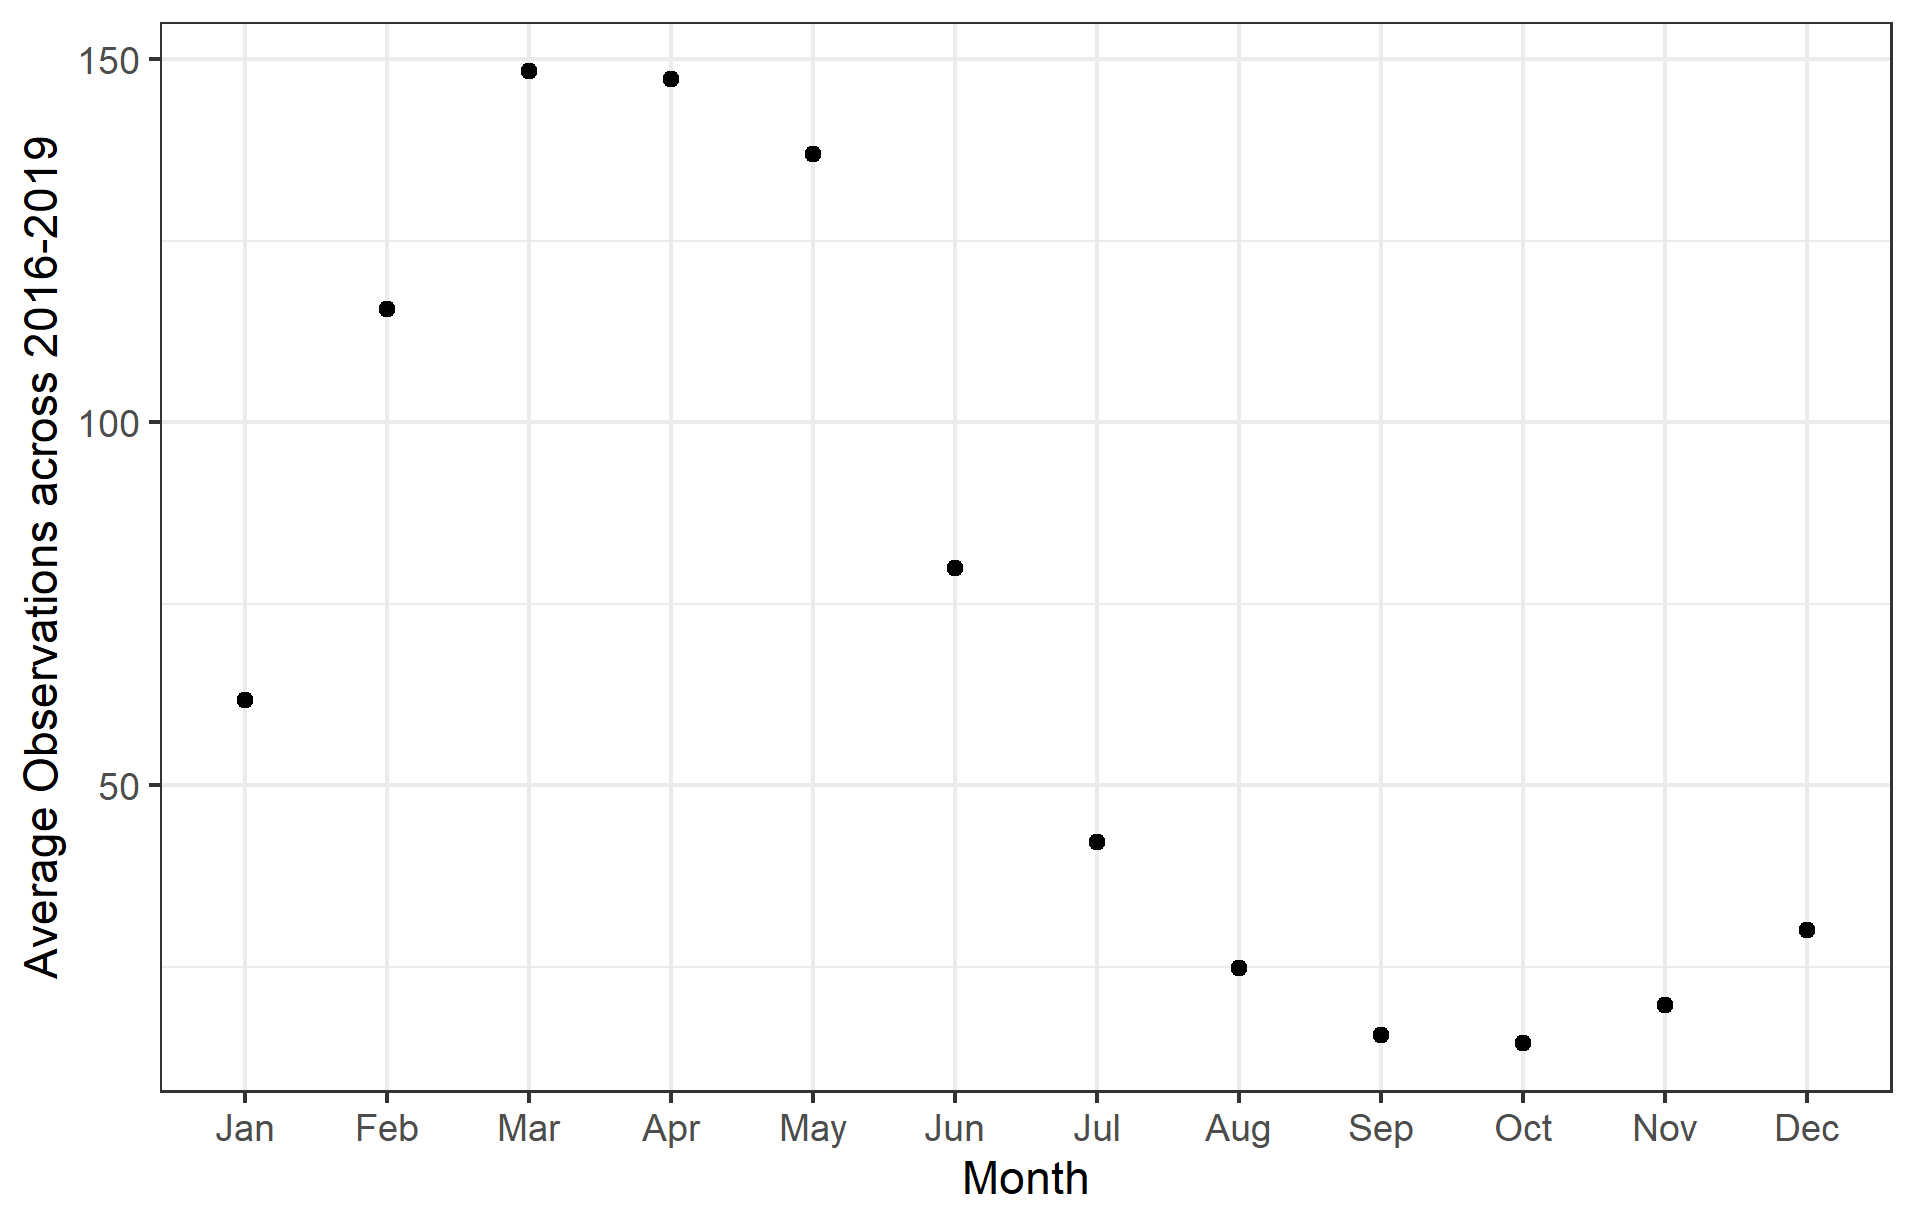 Average Observations across 2016-2019
150
100
50
Jan Feb Mar Apr May Jun Jul Aug Sep Oct Nov Dec
Month